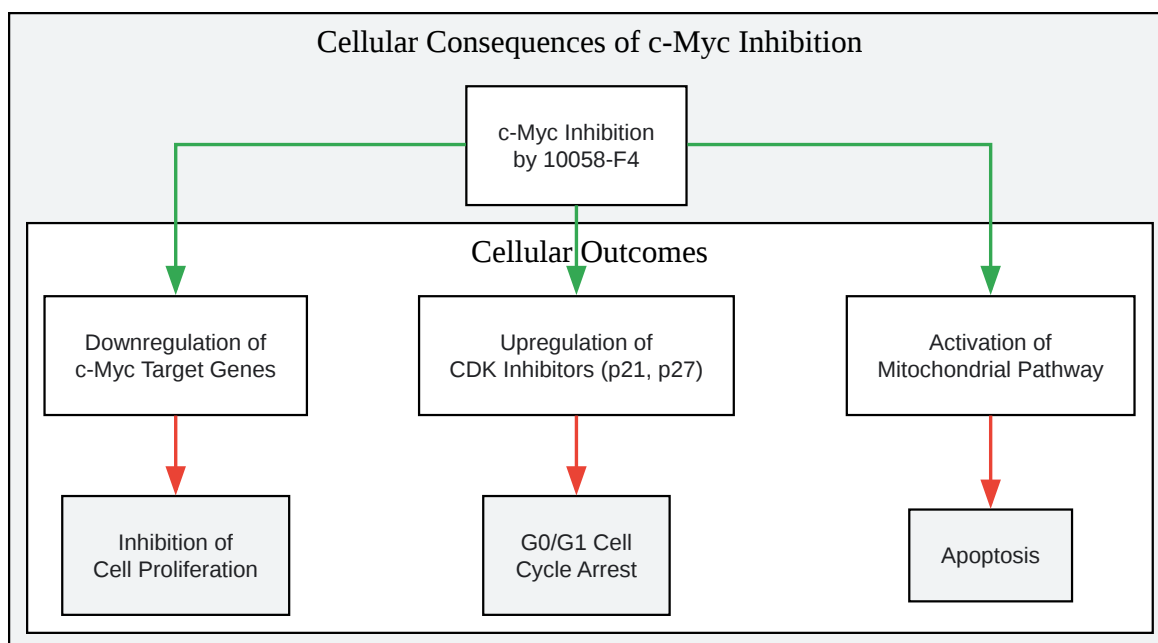 Cellular Consequences of c-Myc Inhibition
c-Myc Inhibition
by 10058-F4
Cellular Outcomes
Downregulation of
c-Myc Target Genes
Upregulation of
CDK Inhibitors (p21, p27)
Activation of
Mitochondrial Pathway
Inhibition of
Cell Proliferation
G0/G1 Cell
Cycle Arrest
Apoptosis